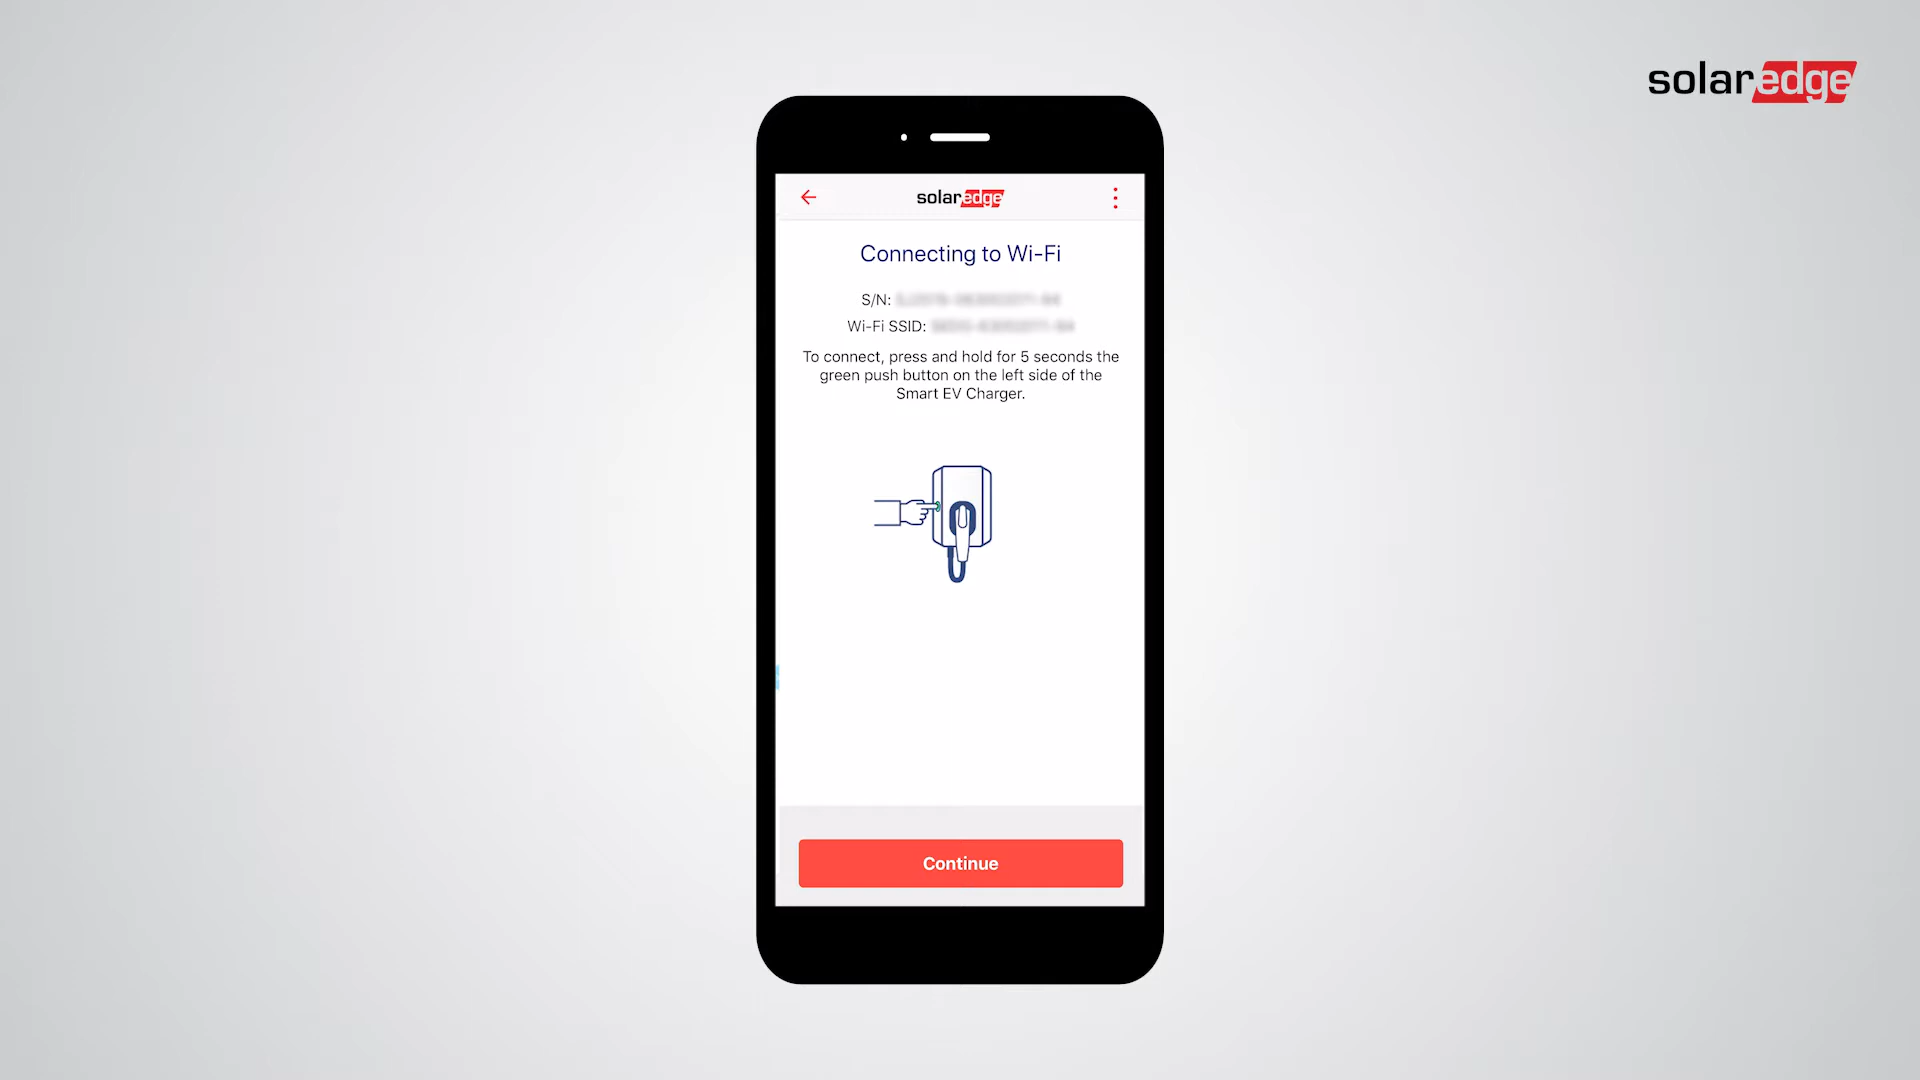 solaredge
solaredge
Connecting to Wi-Fi
S/N:
Wi-Fi SSID:
To connect, press and hold for 5 seconds the
green push button on the left side of the
Smart EV Charger.
Continue